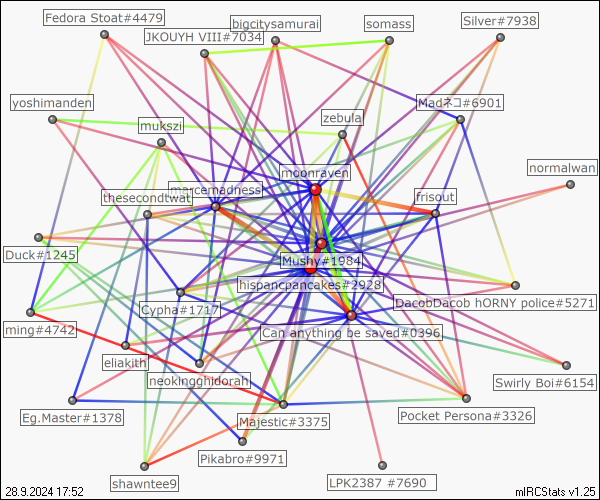 Fedora Stoat#4479
bigcitysamurai
somass
Silver#7938
JKOUYH VIII#7034
yoshimanden
mukszi
zebula
Madネコ#6901
moonraven
normalwan
marcernadness
thesecondtwat
frisout
Duck#1245
Mushy#1984
hispancpancakes#2928
Cypha#1717
DacobDacob hORNY police#5271
ming#4742
Can anything be saved#0396
eliakith
neokingghidorah
Swirly Boi#6154
Eg.Master#1378
Majestic#3375
Pocket Persona#3326
Pikabro#9971
shawntee9
LPK2387 #7690
28.9.2024 17:52
mIRCStats v1.25